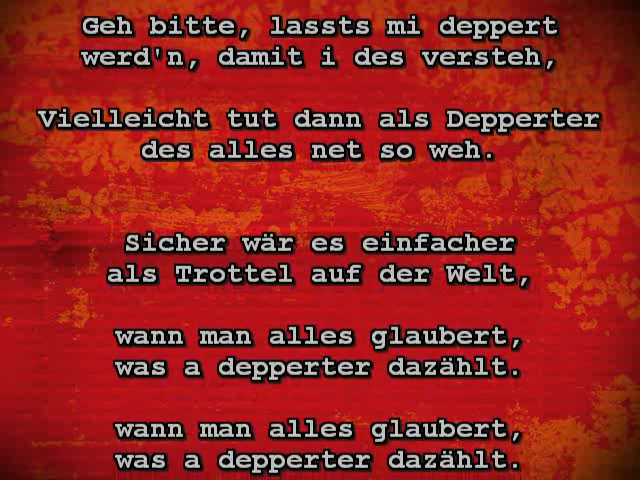 Geh bitte, lassts mi deppert
werd'n, damit i des versteh,
Vielleicht tut dann als Depperter
des alles net so weh.
Sicher wär es einfacher
als Trottel auf der Welt,
wann man alles glaubert,
was a depperter dazählt.
wann man alles glaubert,
was a depperter dazählt.